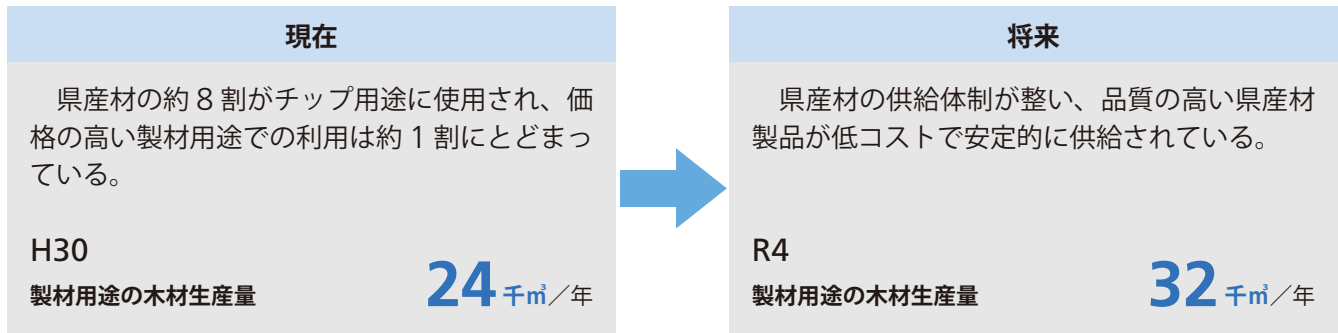 現在
県産材の約8割がチップ用途に使用され、価
格の高い製材用途での利用は約1割にとどまっ
ている。
H30
製材用途の木材生産量 24千㎥／年
将来
県産材の供給体制が整い、品質の高い県産材
製品が低コストで安定的に供給されている。
R4
製材用途の木材生産量 32千㎥／年